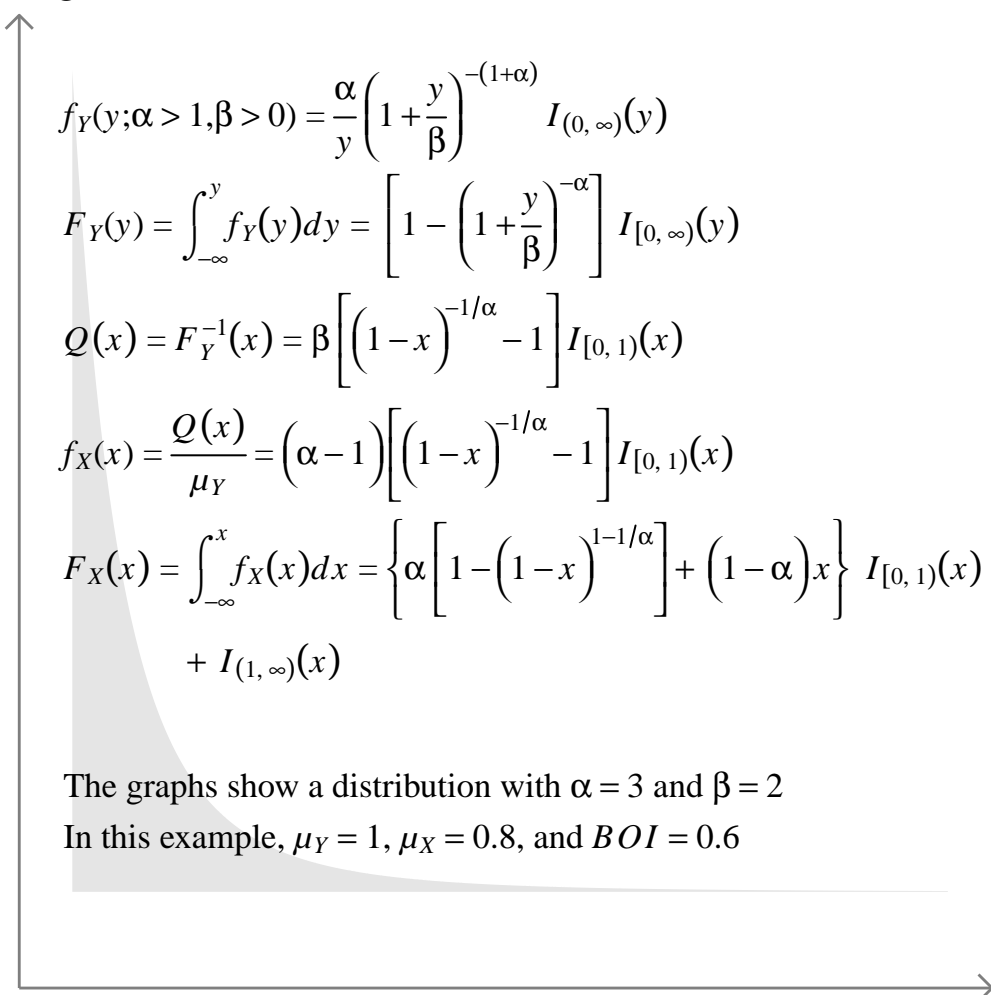 f_Y(y;α > 1,β > 0) = α/y (1 + y/β)^{−(1+α)} I_{(0, ∞)}(y)
F_Y(y) = ∫_{−∞}^{y} f_Y(y)dy = [1 − (1 + y/β)^{−α}] I_{[0, ∞)}(y)
Q(x) = F_Y^{−1}(x) = β[(1 − x)^{−1/α} − 1] I_{[0, 1)}(x)
f_X(x) = Q(x)/μ_Y = (α − 1)[(1 − x)^{−1/α} − 1] I_{[0, 1)}(x)
F_X(x) = ∫_{−∞}^{x} f_X(x)dx = {α[1 − (1 − x)^{1−1/α}] + (1 − α)x} I_{[0, 1)}(x)
+ I_{(1, ∞)}(x)
The graphs show a distribution with α = 3 and β = 2
In this example, μ_Y = 1, μ_X = 0.8, and BOI = 0.6